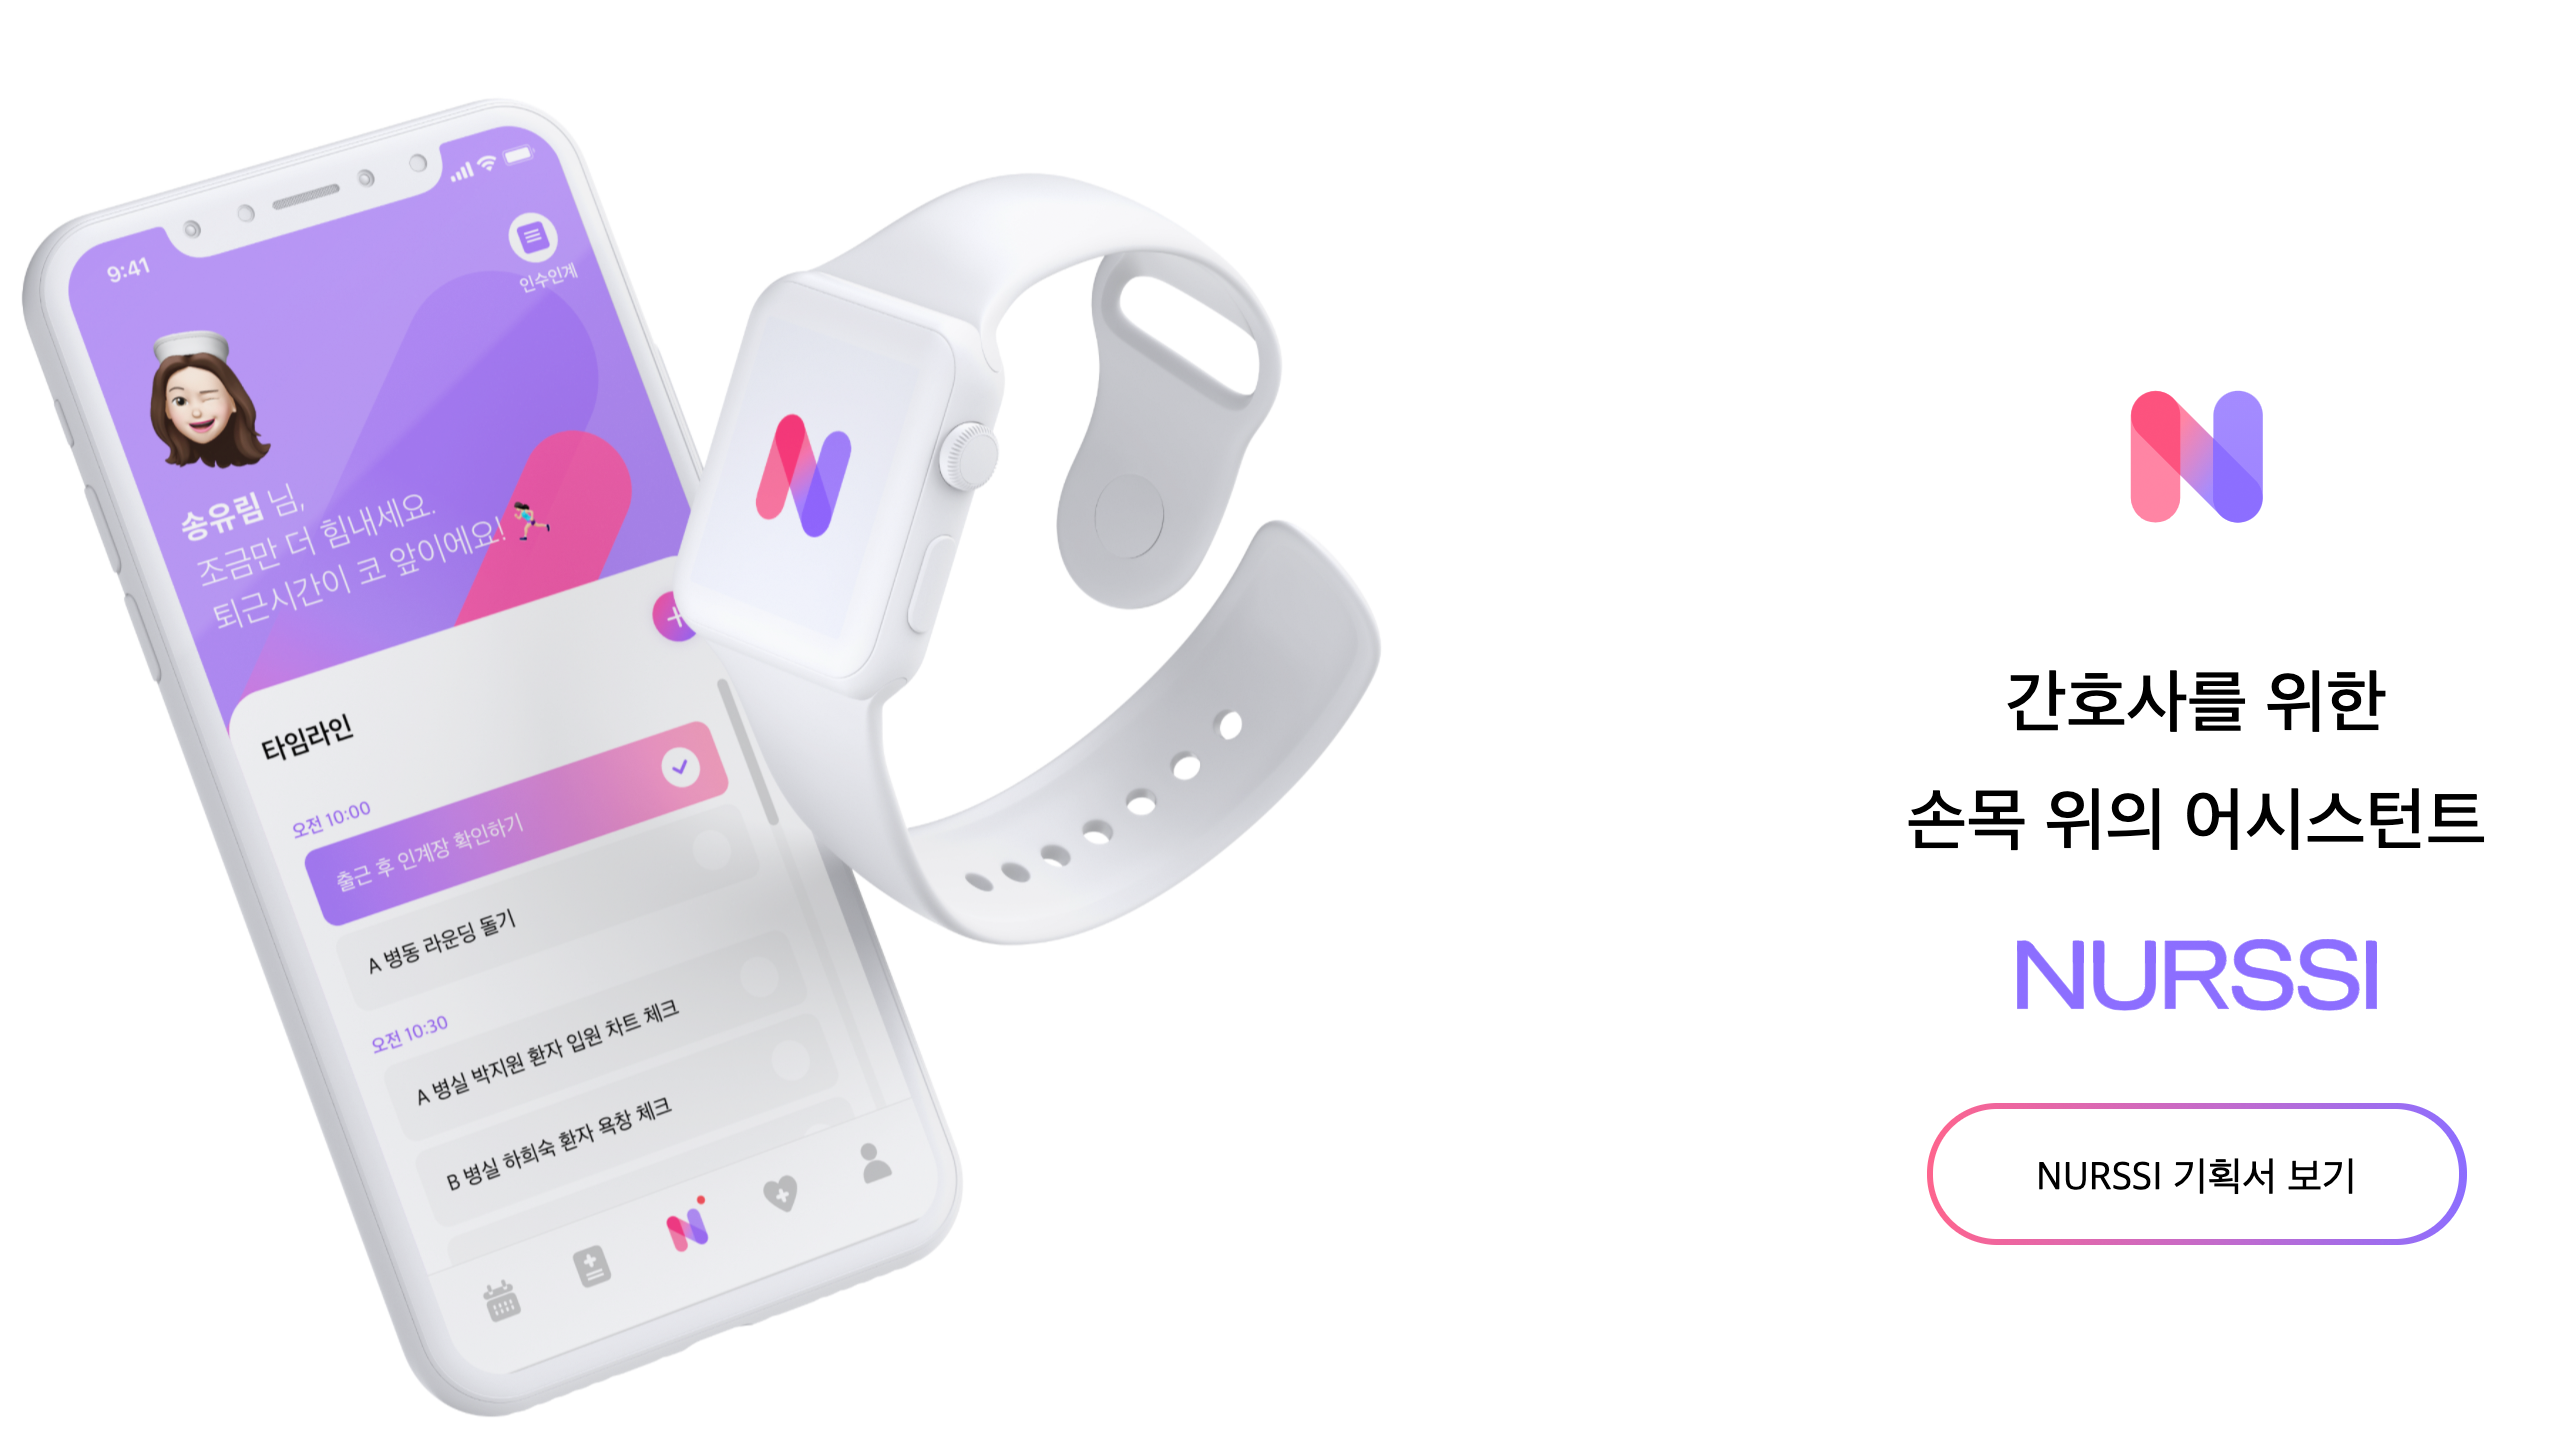 9:41
인수인계
송유림 님,
조금만 더 힘내세요.
퇴근시간이 코 앞이에요!
타임라인
오전 10:00
출근 후 인계장 확인하기
A 병동 라운딩 돌기
오전 10:30
A 병실 박지원 환자 입원 차트 체크
B 병실 하희숙 환자 욕창 체크
간호사를 위한
손목 위의 어시스턴트
NURSSI
NURSSI 기획서 보기